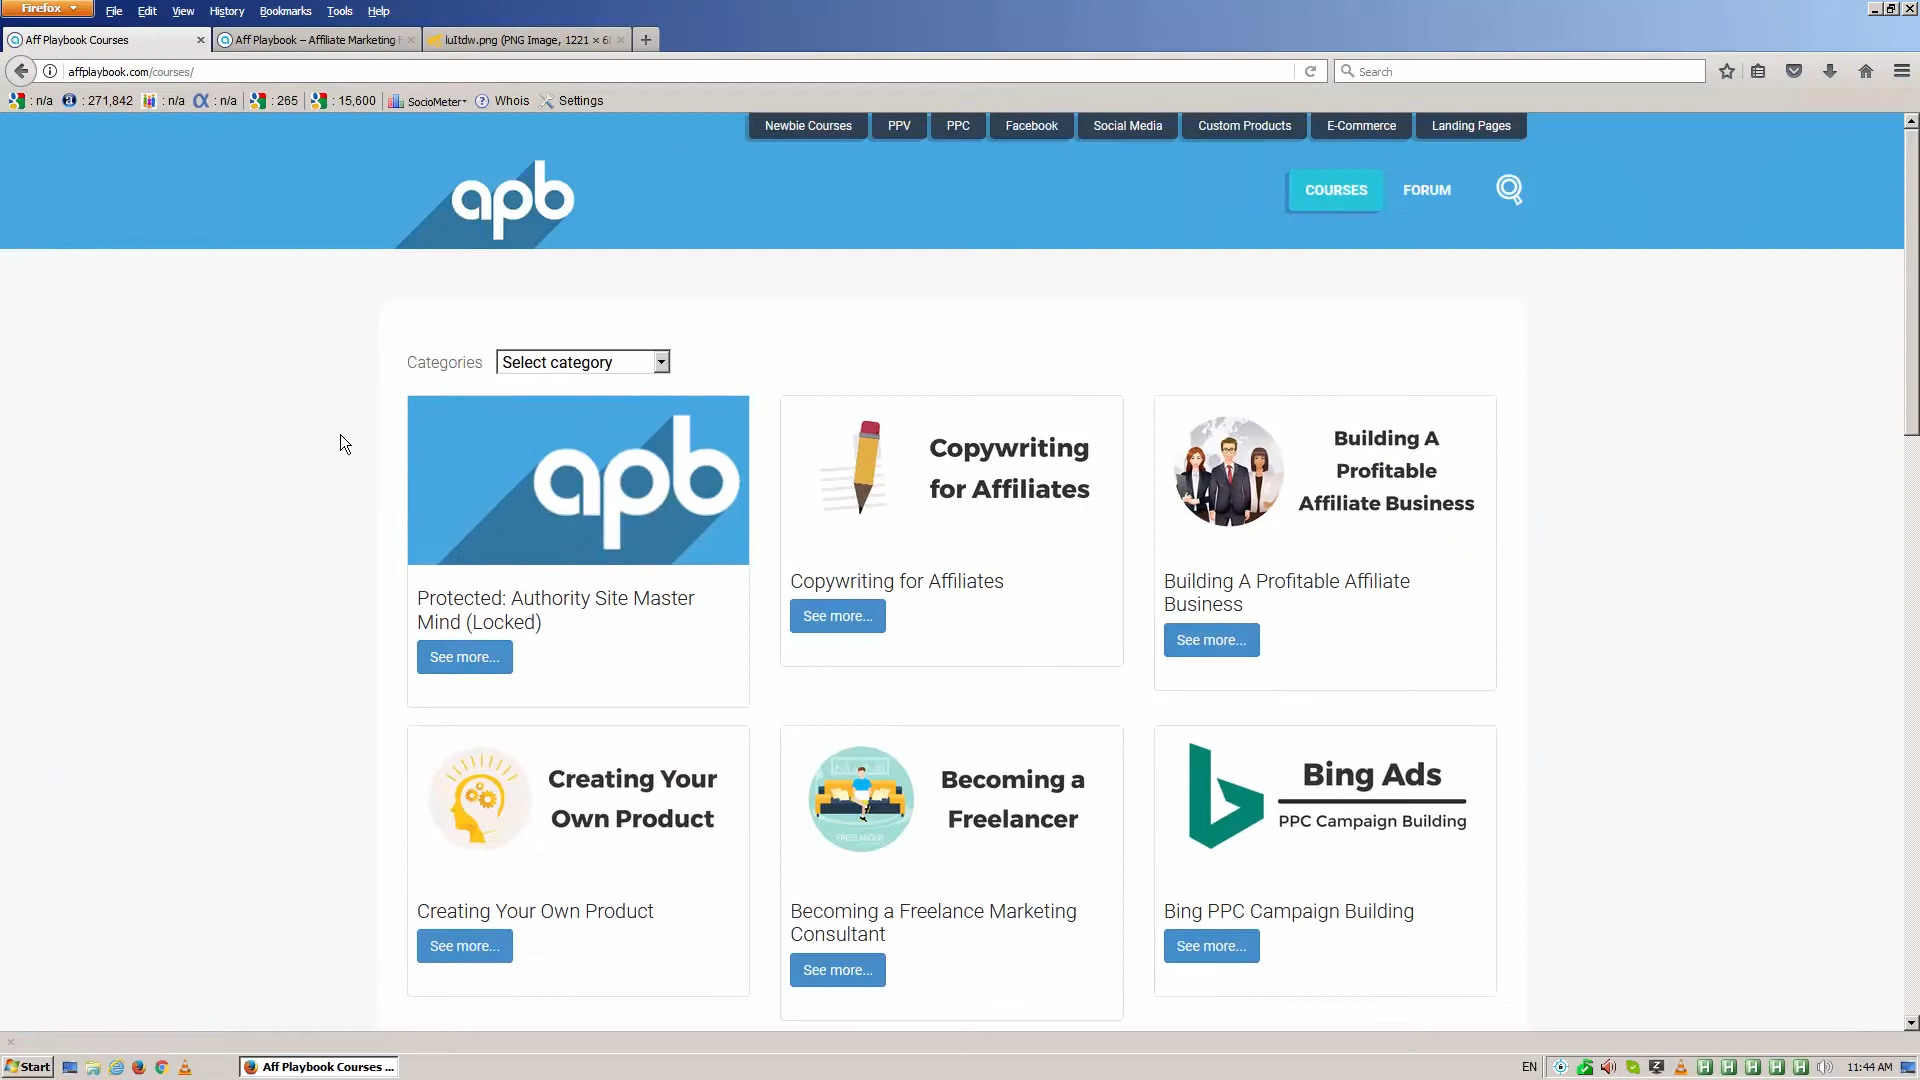 Firefox
File Edit View History Bookmarks Tools Help
Aff Playbook Courses
Aff Playbook – Affiliate Marketing F
luItdw.png (PNG Image, 1221 × 68
affplaybook.com/courses/
Search
: n/a : 271,842 : n/a : n/a : 265 : 15,600 SocioMeter Whois Settings
Newbie Courses PPV PPC Facebook Social Media Custom Products E-Commerce Landing Pages
apb
COURSES FORUM
Categories Select category
apb
Protected: Authority Site Master
Mind (Locked)
See more...
Copywriting
for Affiliates
Copywriting for Affiliates
See more...
Building A
Profitable
Affiliate Business
Building A Profitable Affiliate
Business
See more...
Creating Your
Own Product
Creating Your Own Product
See more...
FREELANCER
Becoming a
Freelancer
Becoming a Freelance Marketing
Consultant
See more...
Bing Ads
PPC Campaign Building
Bing PPC Campaign Building
See more...
Start
Aff Playbook Courses ...
EN
11:44 AM